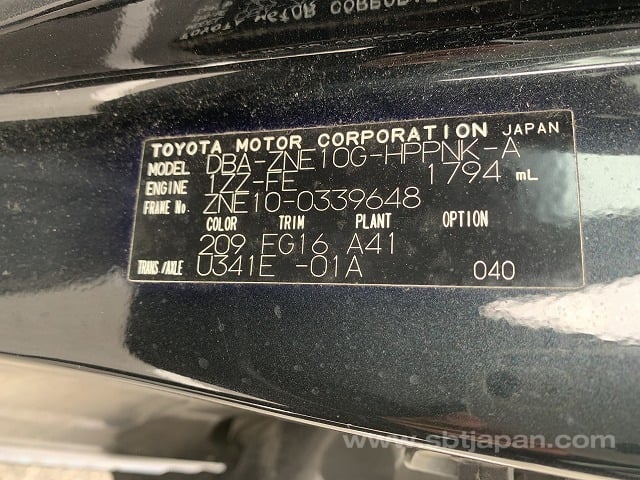 TOYOTA MOTOR CORPORATION JAPAN
MODEL DBA-ZNE10G-HPPNK-A
ENGINE 1ZZ-FE 1794 mL
FRAME No. ZNE10-0339648
COLOR TRIM PLANT OPTION
209 EG16 A41
TRANS/AXLE U341E -01A 040
www.sbtjapan.com